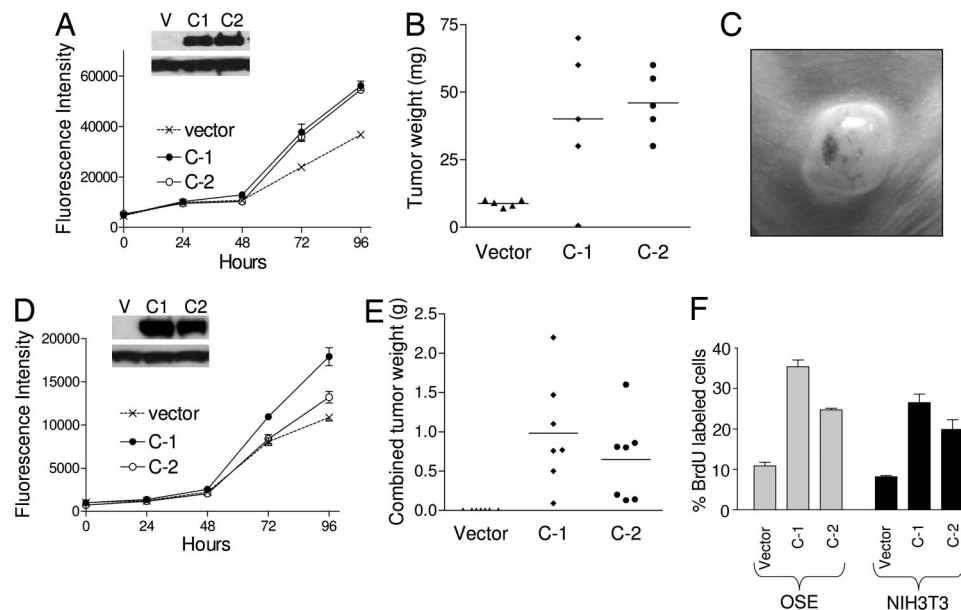 A
V C1 C2
Fluorescence Intensity
60000
40000
20000
0
vector
C-1
C-2
0 24 48 72 96
Hours
B
Tumor weight (mg)
75
50
25
0
Vector C-1 C-2
C
D
V C1 C2
Fluorescence Intensity
20000
15000
10000
5000
0
vector
C-1
C-2
0 24 48 72 96
Hours
E
Combined tumor weight (g)
2.5
2.0
1.5
1.0
0.5
0.0
Vector C-1 C-2
F
% BrdU labeled cells
40
30
20
10
0
Vector C-1 C-2 Vector C-1 C-2
OSE NIH3T3